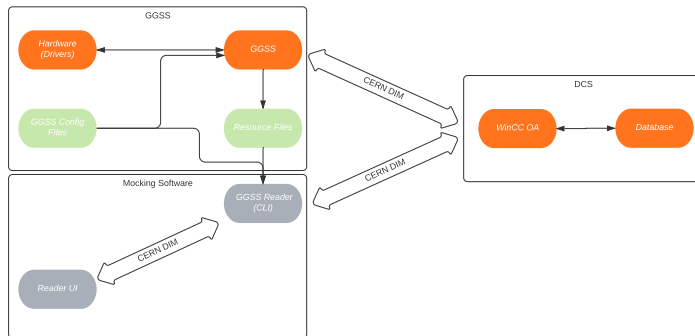 GGSS
Hardware
(Drivers)
GGSS
CERN DIM
DCS
GGSS Config
Files
Resource Files
WinCC OA
Database
CERN DIM
Mocking Software
GGSS Reader
(CLI)
CERN DIM
Reader UI